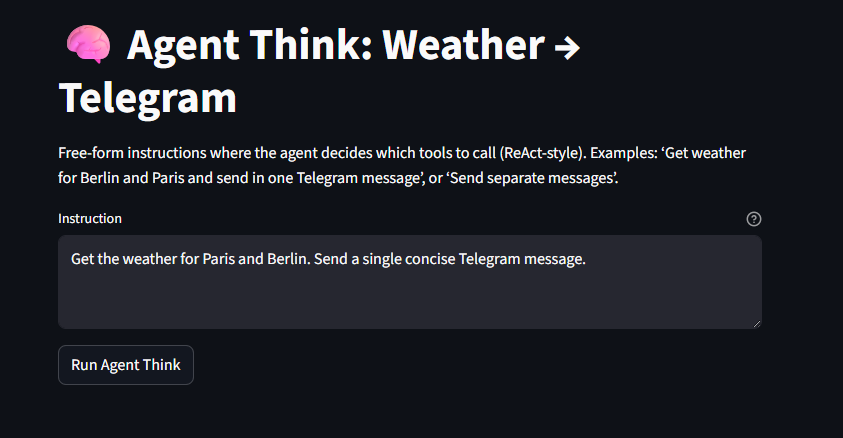 🧠 Agent Think: Weather →
Telegram
Free-form instructions where the agent decides which tools to call (ReAct-style). Examples: ‘Get weather
for Berlin and Paris and send in one Telegram message’, or ‘Send separate messages’.
Instruction
Get the weather for Paris and Berlin. Send a single concise Telegram message.
Run Agent Think